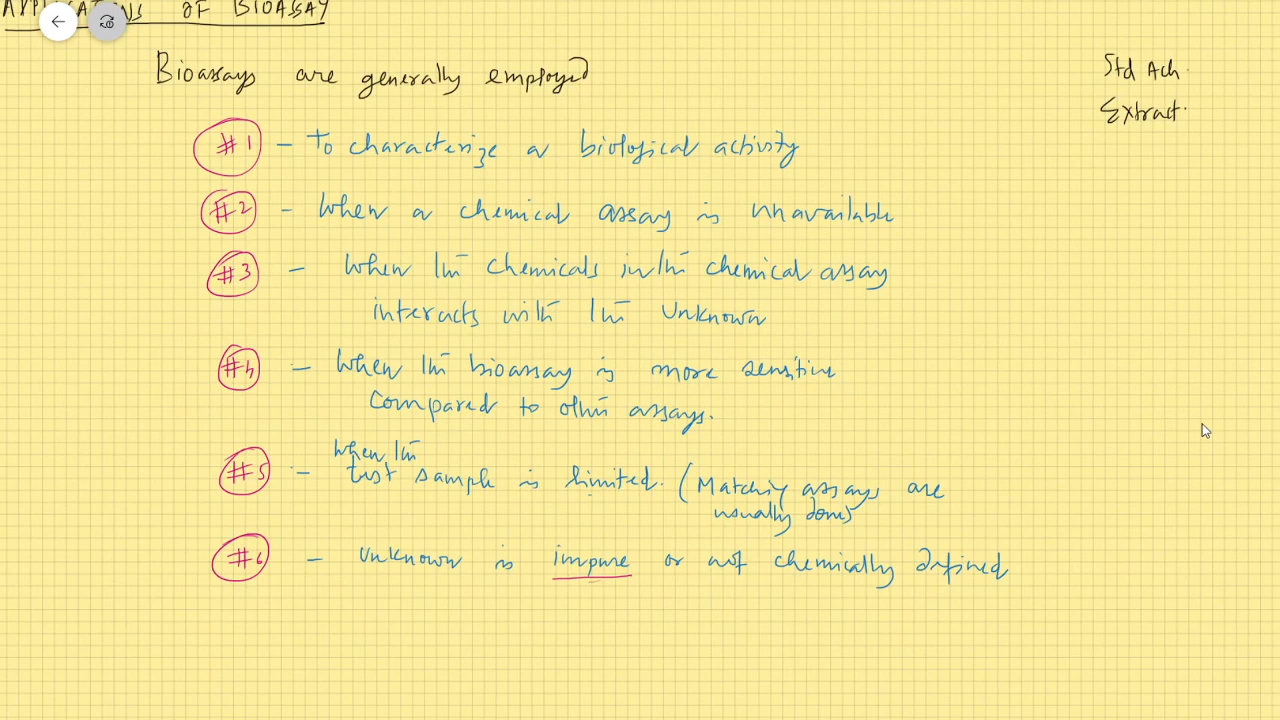 APPLICATIONS OF BIOASSAY
Bioassays are generally employed
Std Ach.
Extract.
#1 - To characterize a biological activity
#2 - When a chemical assay is unavailable
#3 - When the chemicals in the chemical assay
interacts with the unknown
#4 - When the bioassay is more sensitive
compared to other assays.
When the
#5 - test sample is limited. (Matching assays are
usually done)
#6 - Unknown is impure or not chemically defined